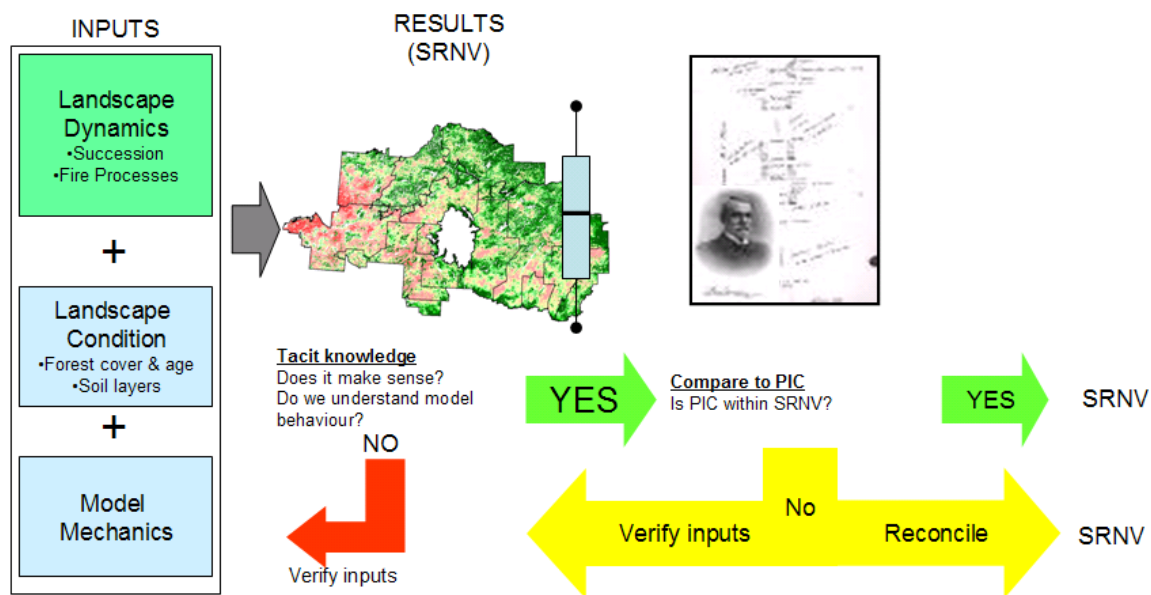 INPUTS
Landscape
Dynamics
•Succession
•Fire Processes
+
Landscape
Condition
•Forest cover & age
•Soil layers
+
Model
Mechanics
RESULTS
(SRNV)
Tacit knowledge
Does it make sense?
Do we understand model
behaviour?
NO
Verify inputs
YES
Compare to PIC
Is PIC within SRNV?
YES
SRNV
No
Verify inputs
Reconcile
SRNV